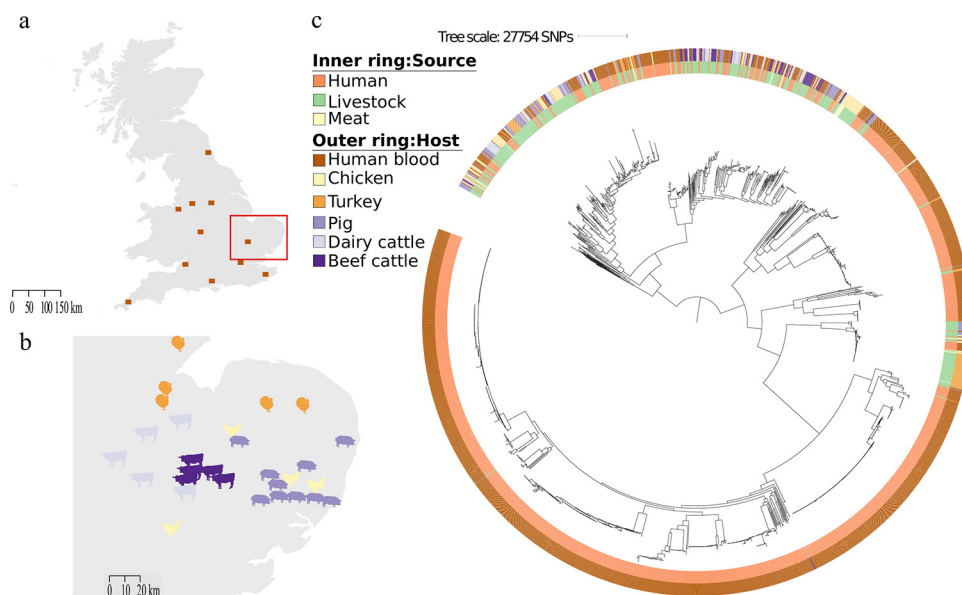 a
0 50 100 150 km
b
0 10 20 km
c
Tree scale: 27754 SNPs
Inner ring:Source
Human
Livestock
Meat
Outer ring:Host
Human blood
Chicken
Turkey
Pig
Dairy cattle
Beef cattle